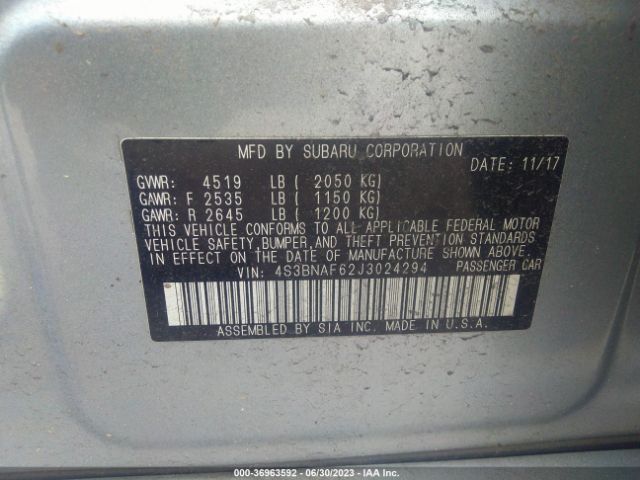 MFD BY SUBARU CORPORATION
DATE: 11/17
GVWR: 4519 LB ( 2050 KG)
GAWR: F 2535 LB ( 1150 KG)
GAWR: R 2645 LB ( 1200 KG)
THIS VEHICLE CONFORMS TO ALL APPLICABLE FEDERAL MOTOR
VEHICLE SAFETY, BUMPER, AND THEFT PREVENTION STANDARDS
IN EFFECT ON THE DATE OF MANUFACTURE SHOWN ABOVE.
VIN: 4S3BNAF62J3024294 PASSENGER CAR
ASSEMBLED BY SIA INC. MADE IN U.S.A.
000-36963592 - 06/30/2023 - IAA Inc.